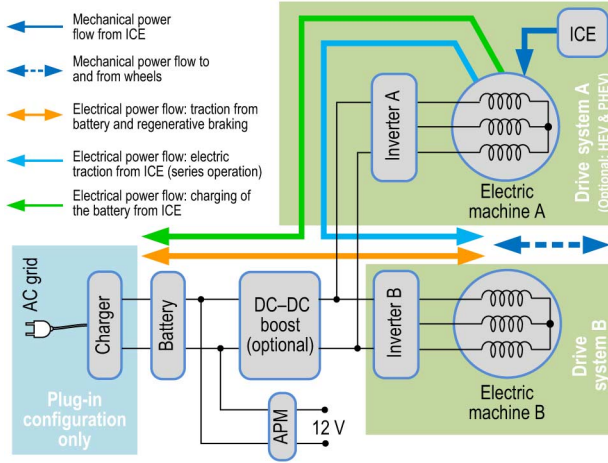 Mechanical power
flow from ICE
Mechanical power flow to
and from wheels
Electrical power flow: traction from
battery and regenerative braking
Electrical power flow: electric
traction from ICE (series operation)
Electrical power flow: charging of
the battery from ICE
ICE
Inverter A
Electric
machine A
Drive system A
(Optional: HEV & PHEV)
AC grid
Charger
Battery
DC–DC
boost
(optional)
Inverter B
Electric
machine B
Drive
system B
Plug-in
configuration
only
APM
12 V